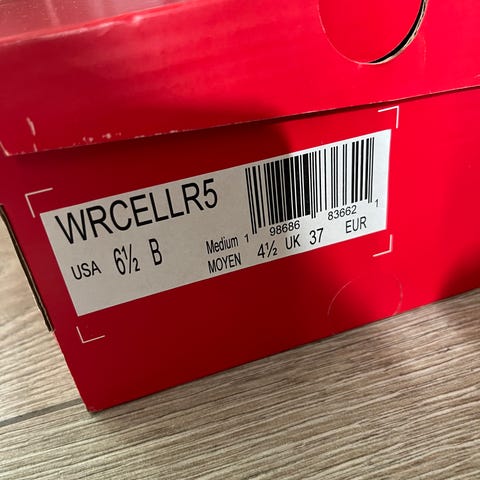 WRCELLR5
1 98686 83662 1
USA 6½ B Medium 4½ UK 37 EUR
MOYEN